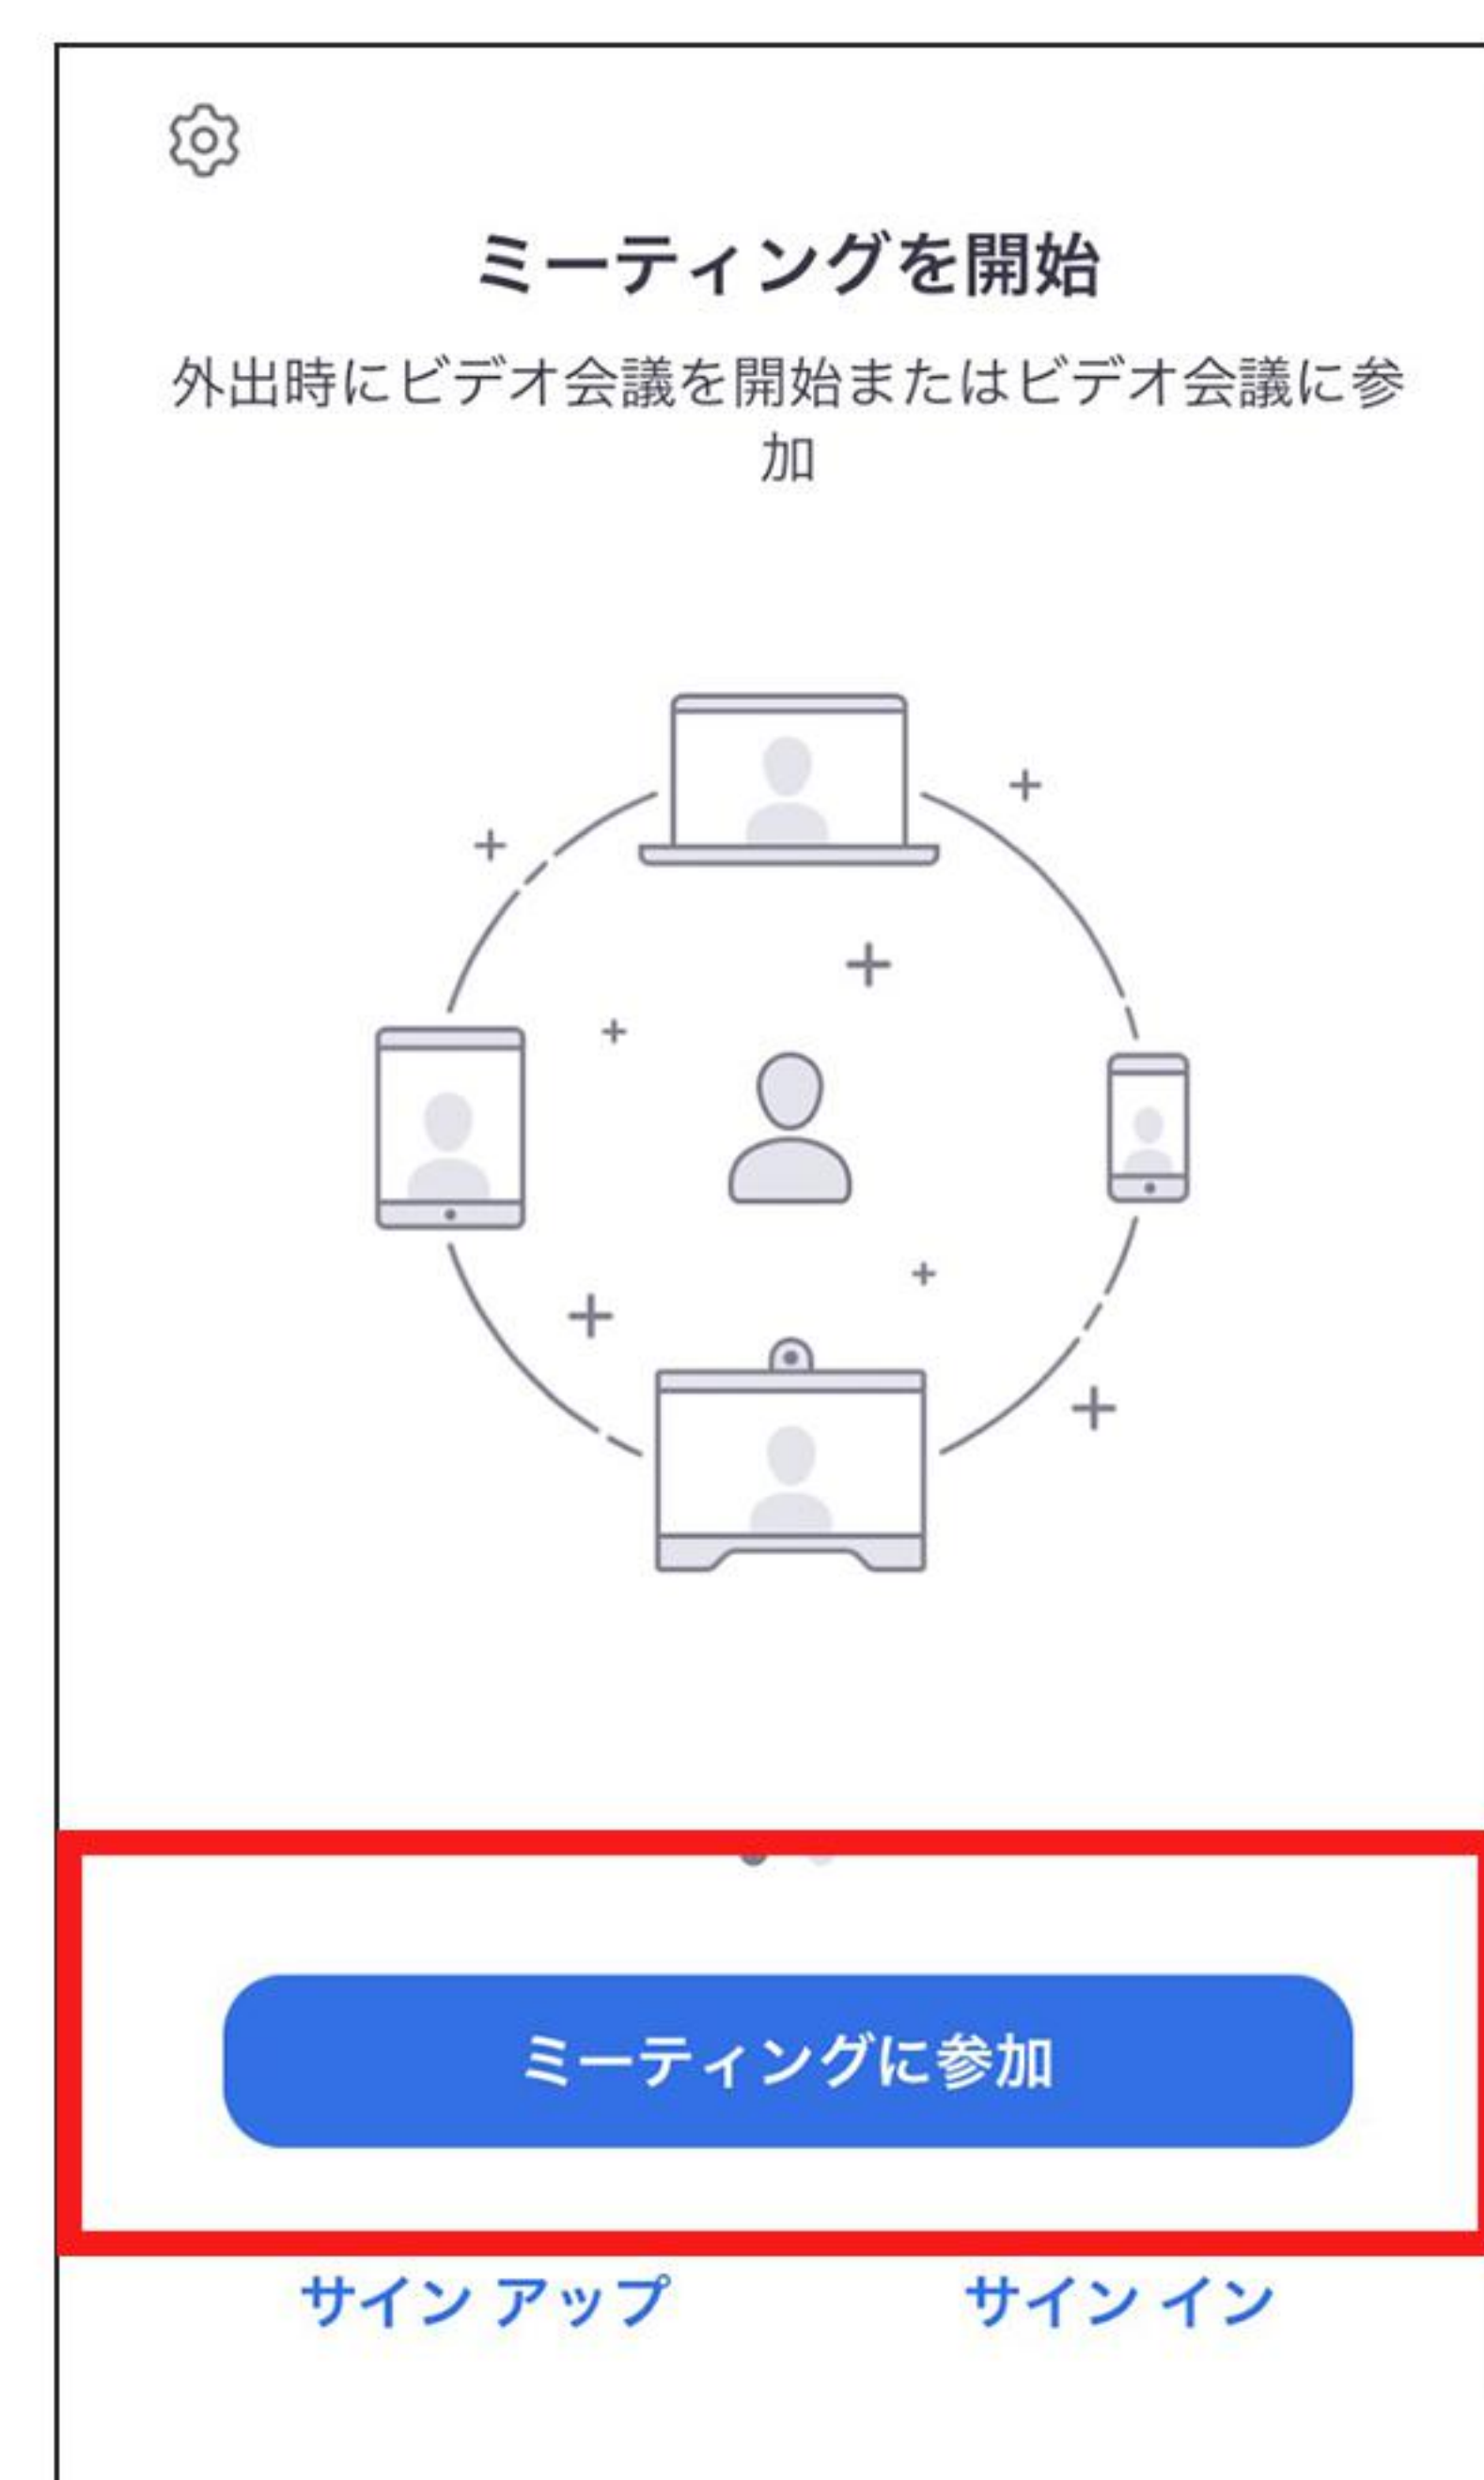 ミーティングを開始
外出時にビデオ会議を開始またはビデオ会議に参
加
ミーティングに参加
サイン アップ
サイン イン